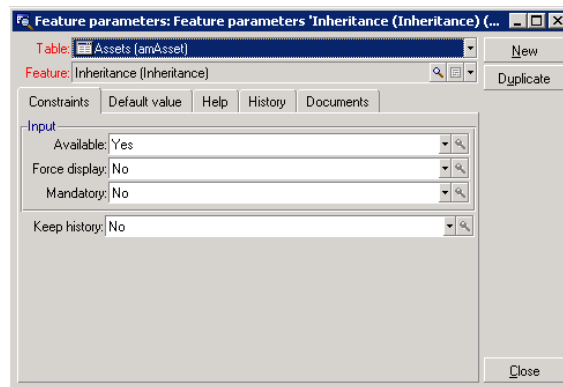 Feature parameters: Feature parameters 'Inheritance (Inheritance) (...
Table: Assets (amAsset)
New
Feature: Inheritance (Inheritance)
Duplicate
Constraints Default value Help History Documents
Input
Available: Yes
Force display: No
Mandatory: No
Keep history: No
Close